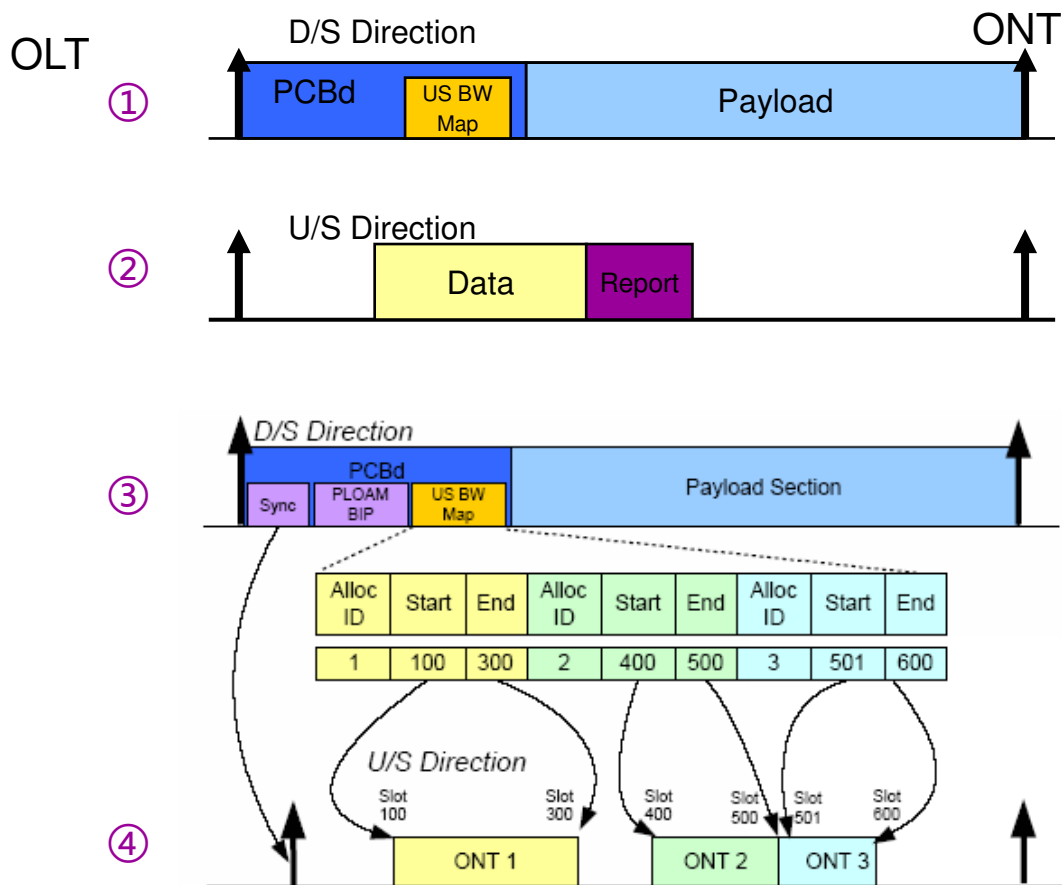 OLT
D/S Direction
ONT
①
PCBd
US BW
Map
Payload
U/S Direction
②
Data
Report
D/S Direction
③
PCBd
Sync
PLOAM
BIP
US BW
Map
Payload Section
Alloc
ID
Start
End
Alloc
ID
Start
End
Alloc
ID
Start
End
1
100
300
2
400
500
3
501
600
U/S Direction
Slot
100
Slot
300
Slot
400
Slot
500
Slot
501
Slot
600
④
ONT 1
ONT 2
ONT 3